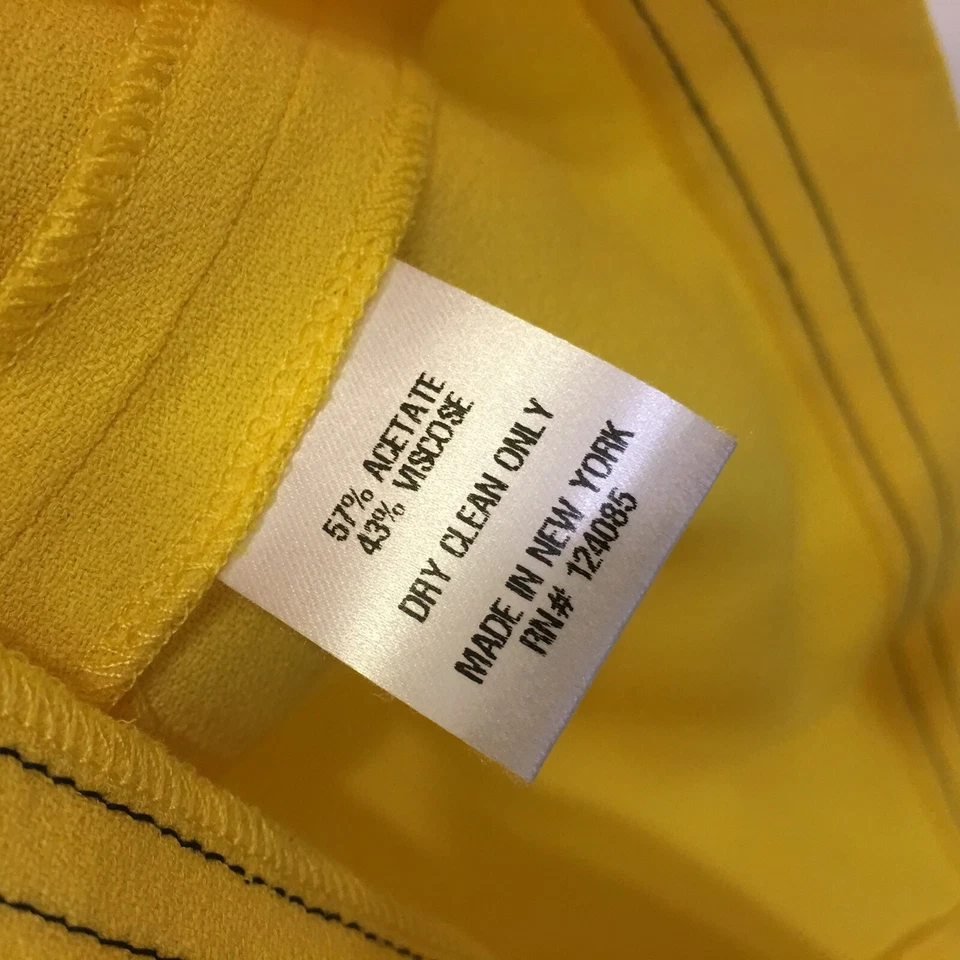 57% ACETATE
43% VISCOSE
DRY CLEAN ONLY
MADE IN NEW YORK
RN# 124085